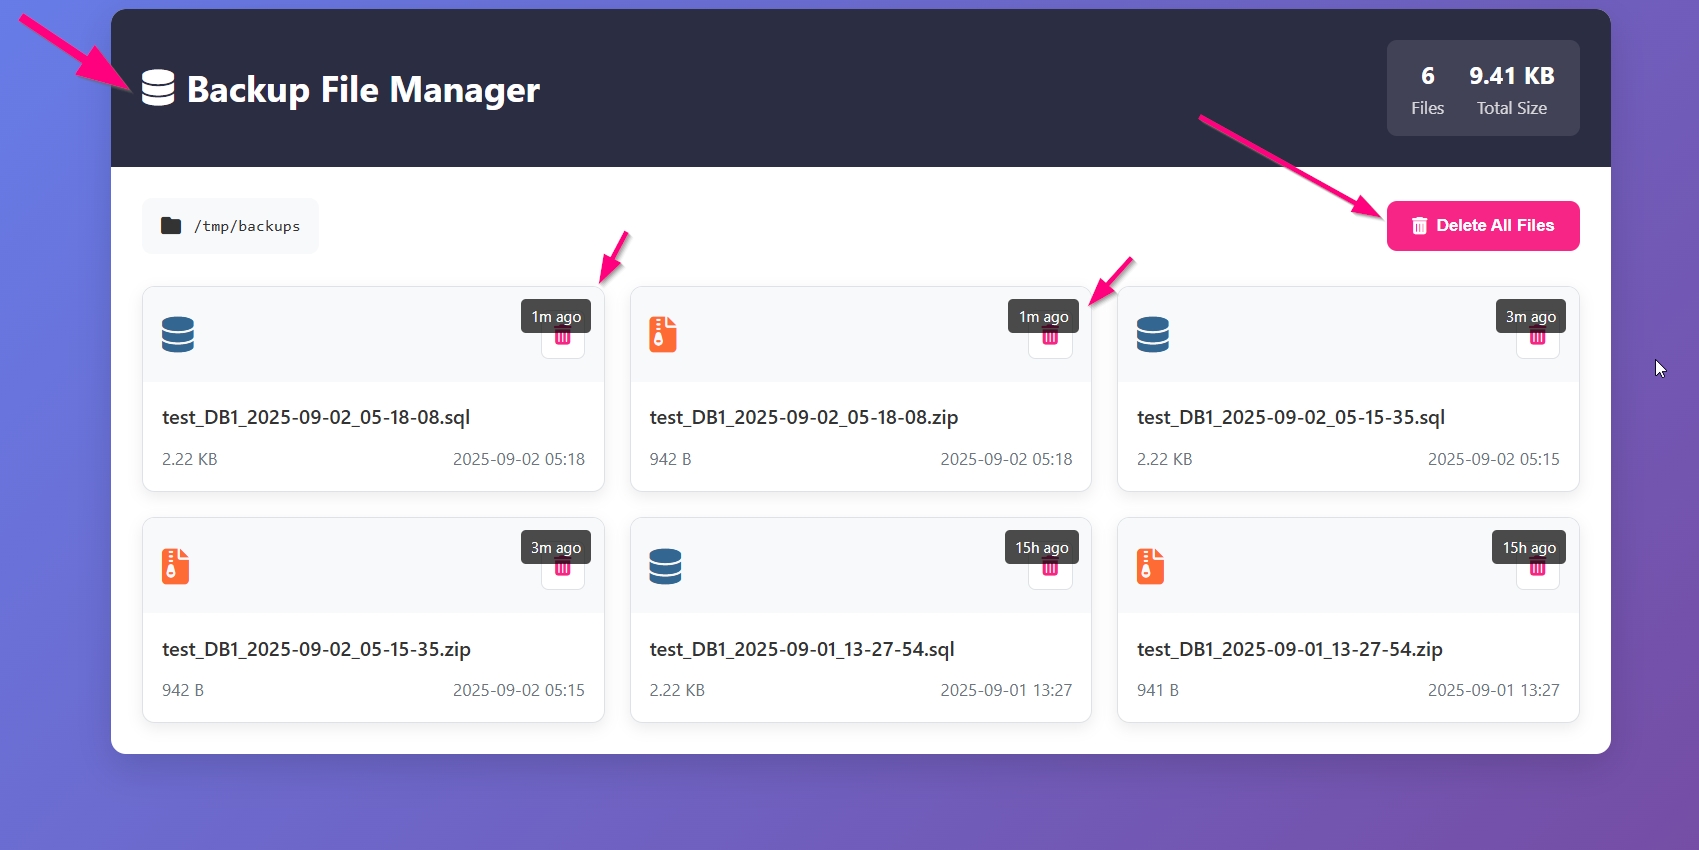 Backup File Manager
6 9.41 KB
Files Total Size
/tmp/backups
Delete All Files
1m ago
test_DB1_2025-09-02_05-18-08.sql
2.22 KB 2025-09-02 05:18
1m ago
test_DB1_2025-09-02_05-18-08.zip
942 B 2025-09-02 05:18
3m ago
test_DB1_2025-09-02_05-15-35.sql
2.22 KB 2025-09-02 05:15
3m ago
test_DB1_2025-09-02_05-15-35.zip
942 B 2025-09-02 05:15
15h ago
test_DB1_2025-09-01_13-27-54.sql
2.22 KB 2025-09-01 13:27
15h ago
test_DB1_2025-09-01_13-27-54.zip
941 B 2025-09-01 13:27